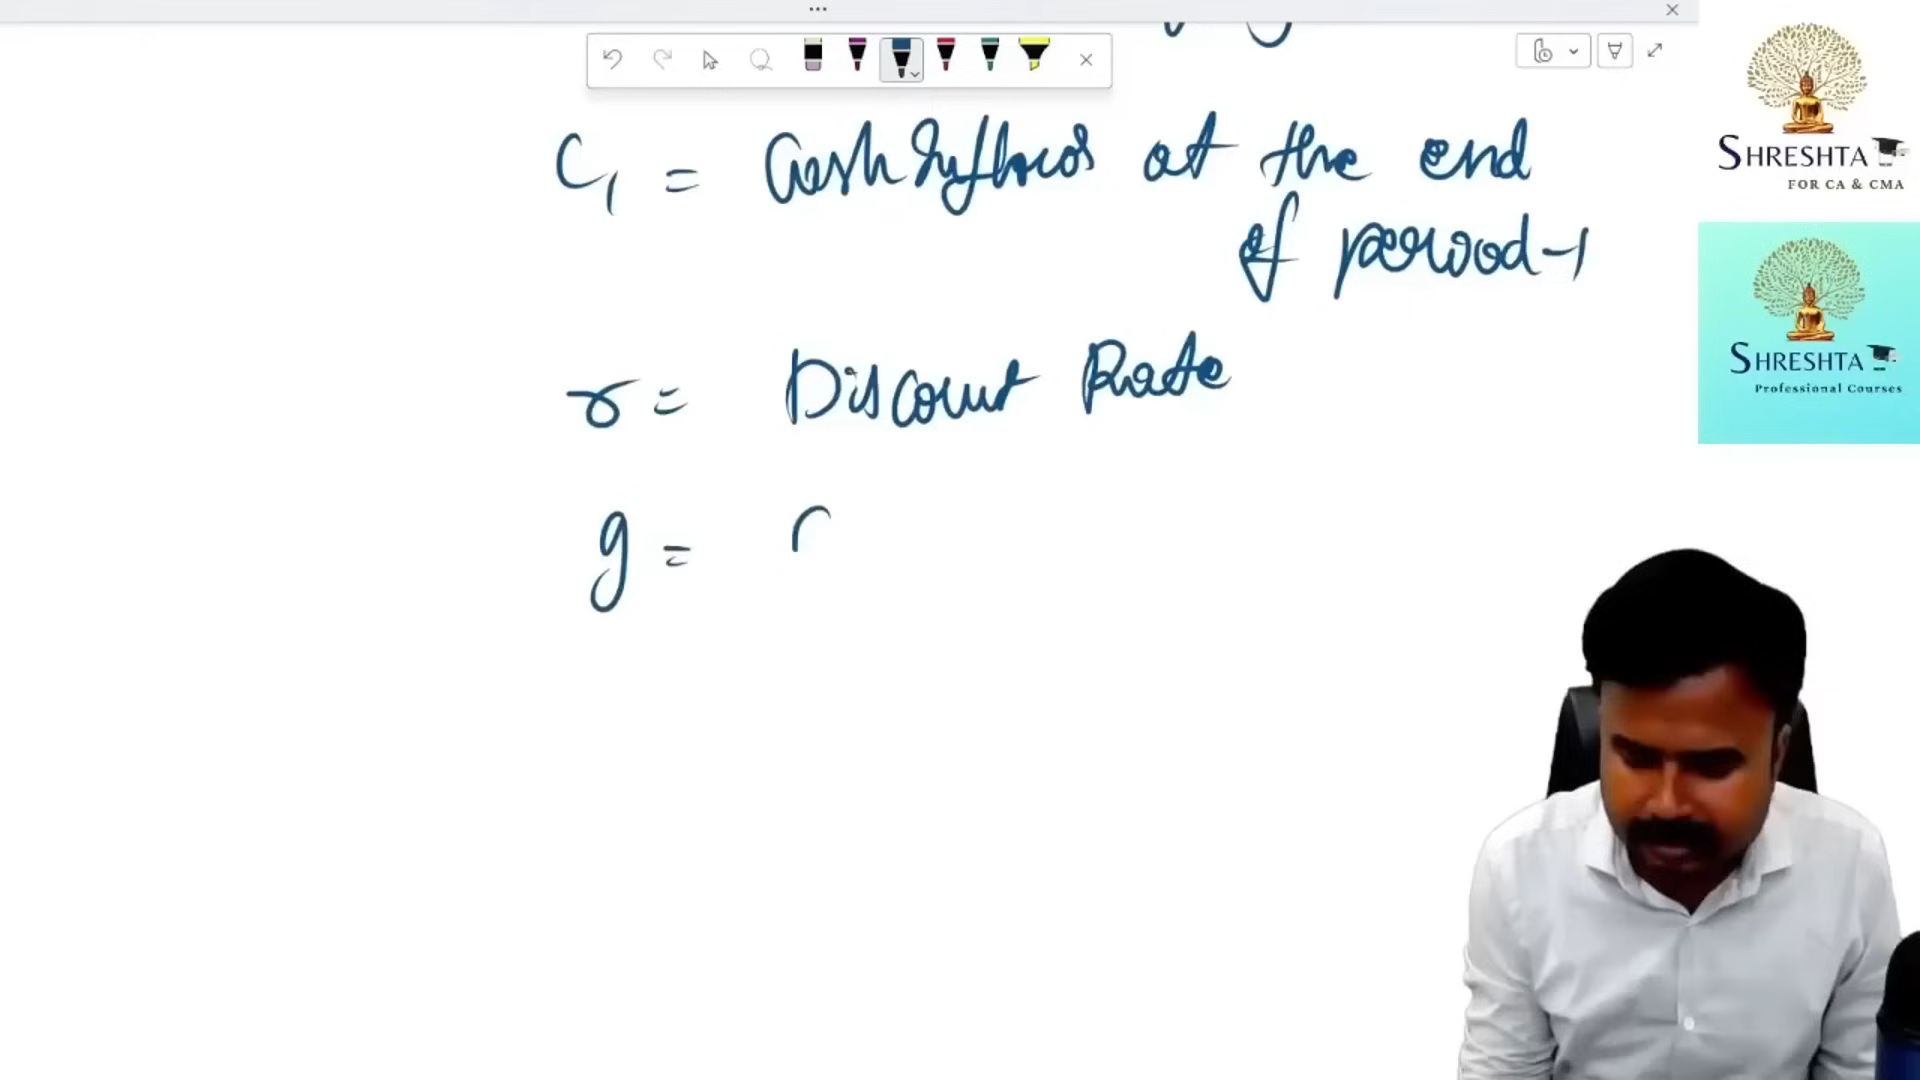 C₁ = Cash Inflows at the end
of period-1
r = Discount Rate
g =
SHRESHTA
FOR CA & CMA
SHRESHTA
Professional Courses